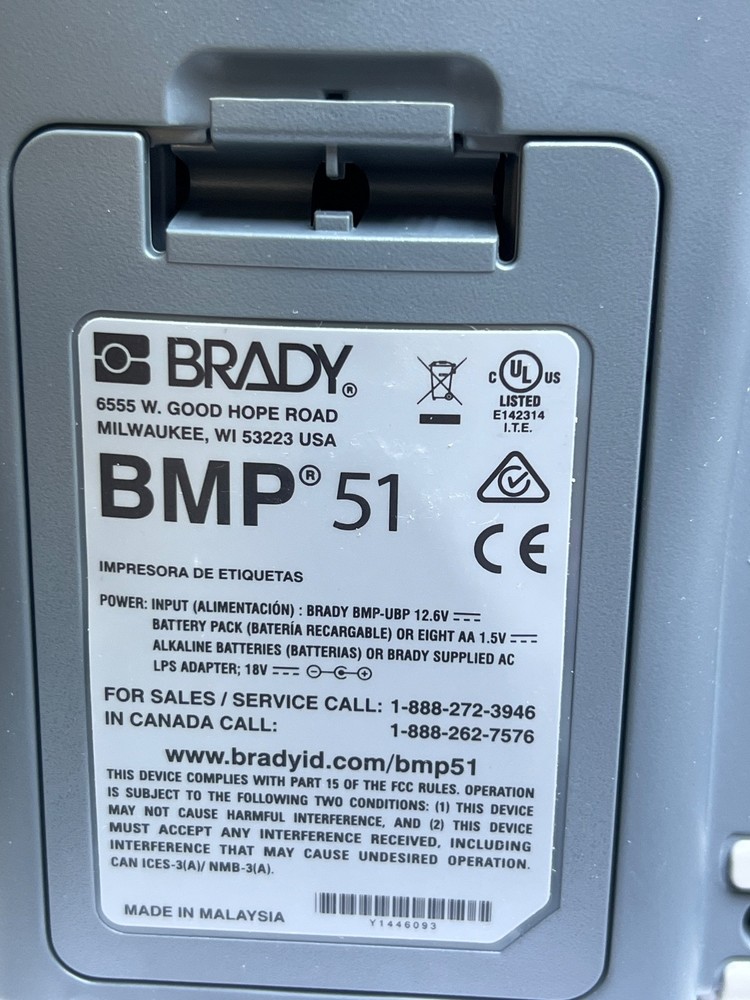 BRADY®
6555 W. GOOD HOPE ROAD
MILWAUKEE, WI 53223 USA
C UL US
LISTED
E142314
I.T.E.
BMP® 51
CE
IMPRESORA DE ETIQUETAS
POWER: INPUT (ALIMENTACIÓN) : BRADY BMP-UBP 12.6V
BATTERY PACK (BATERÍA RECARGABLE) OR EIGHT AA 1.5V
ALKALINE BATTERIES (BATTERIAS) OR BRADY SUPPLIED AC
LPS ADAPTER; 18V
FOR SALES / SERVICE CALL: 1-888-272-3946
IN CANADA CALL: 1-888-262-7576
www.bradyid.com/bmp51
THIS DEVICE COMPLIES WITH PART 15 OF THE FCC RULES. OPERATION
IS SUBJECT TO THE FOLLOWING TWO CONDITIONS: (1) THIS DEVICE
MAY NOT CAUSE HARMFUL INTERFERENCE, AND (2) THIS DEVICE
MUST ACCEPT ANY INTERFERENCE RECEIVED, INCLUDING
INTERFERENCE THAT MAY CAUSE UNDESIRED OPERATION.
CAN ICES-3(A)/ NMB-3(A).
MADE IN MALAYSIA
Y1446093